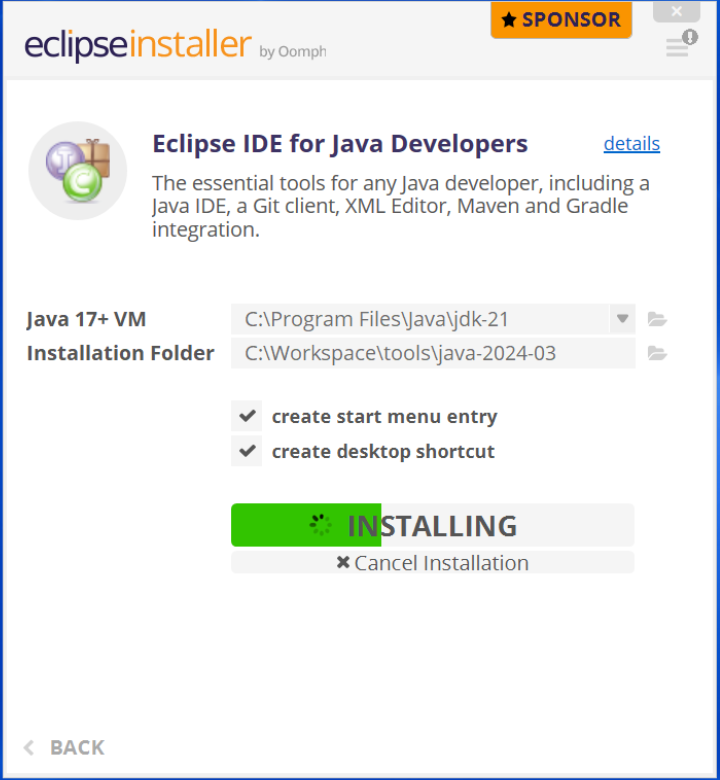 SPONSOR
eclipseinstaller by Oomph
Eclipse IDE for Java Developers details
The essential tools for any Java developer, including a
Java IDE, a Git client, XML Editor, Maven and Gradle
integration.
Java 17+ VM C:\Program Files\Java\jdk-21
Installation Folder C:\Workspace\tools\java-2024-03
create start menu entry
create desktop shortcut
INSTALLING
Cancel Installation
BACK